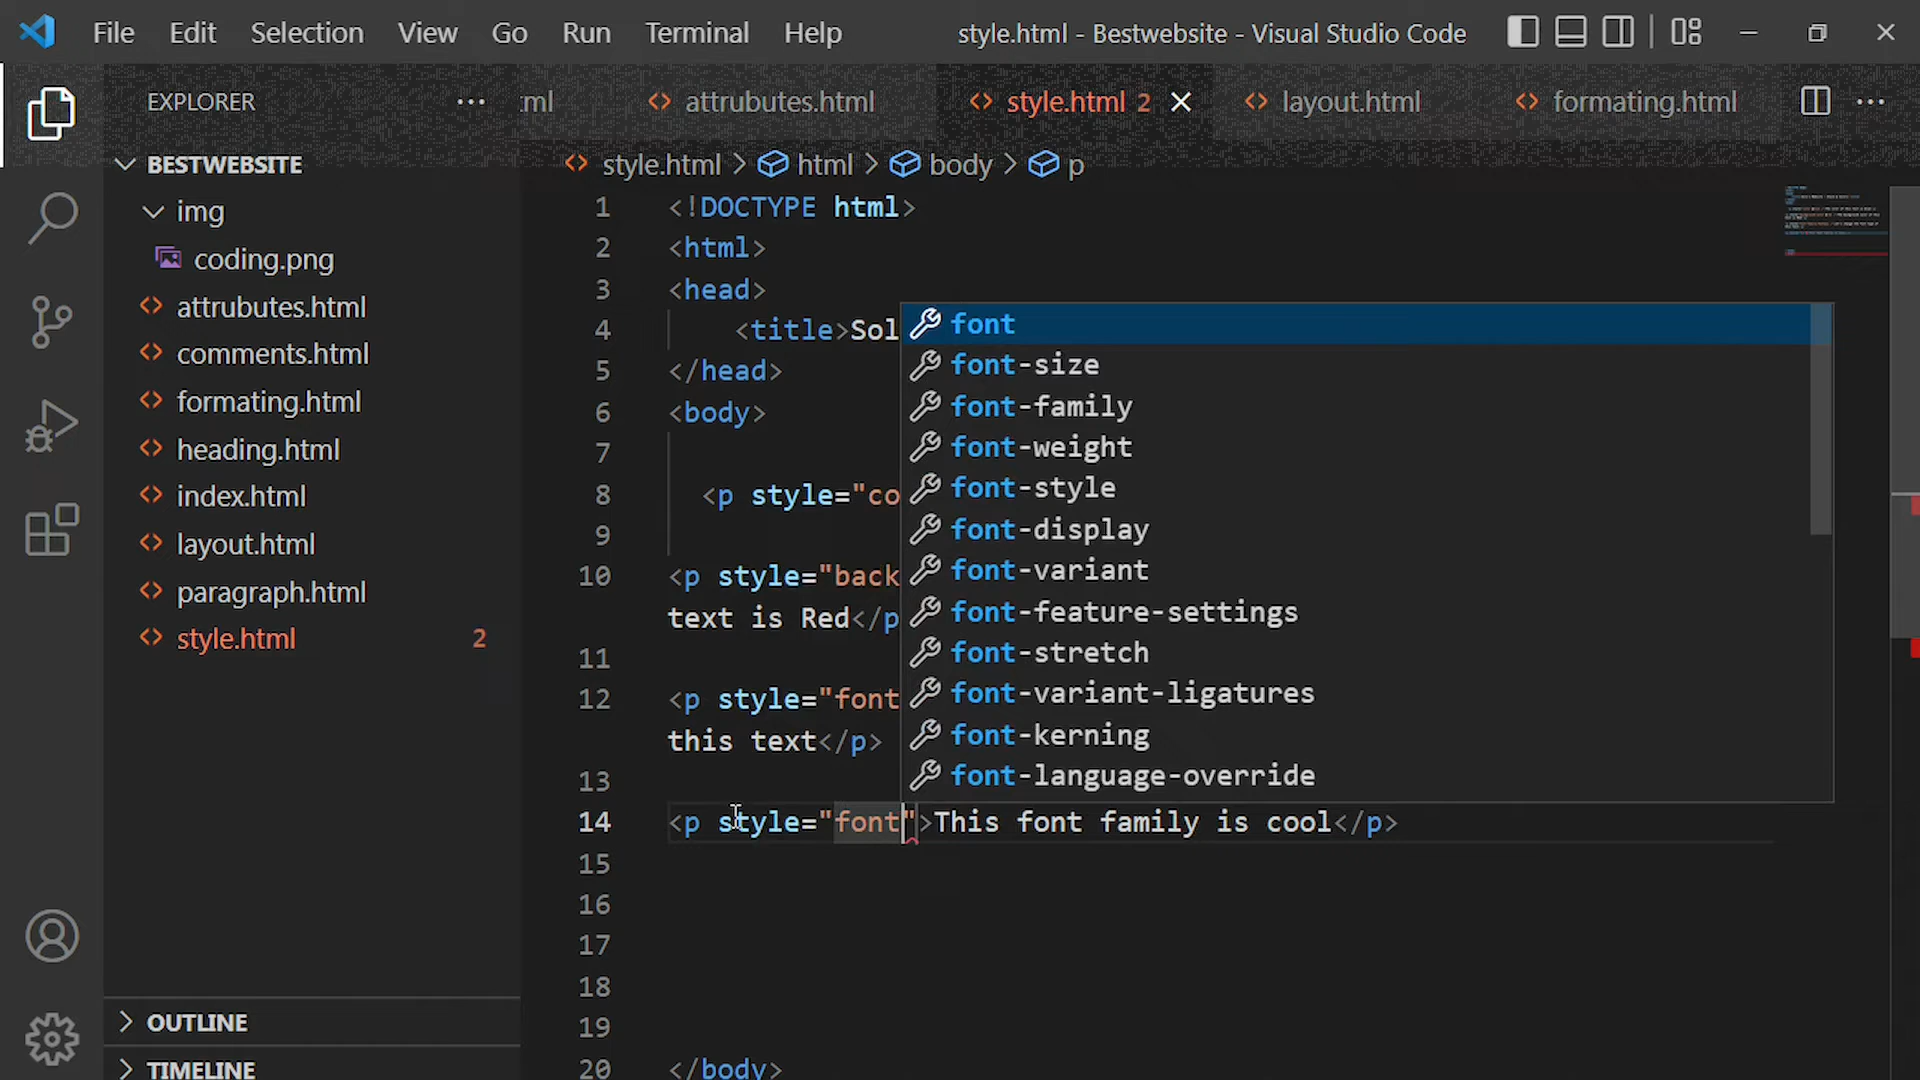 File Edit Selection View Go Run Terminal Help style.html - Bestwebsite - Visual Studio Code
EXPLORER ... ml attrubutes.html style.html 2 layout.html formating.html ...
BESTWEBSITE
img
coding.png
attrubutes.html
comments.html
formating.html
heading.html
index.html
layout.html
paragraph.html
style.html 2
OUTLINE
TIMELINE
style.html > html > body > p
1 <!DOCTYPE html>
2 <html>
3 <head>
4 <title>Sol
5 </head>
6 <body>
7
8 <p style="co
9
10 <p style="back
text is Red</p
11
12 <p style="font
this text</p>
13
14 <p style="font">This font family is cool</p>
15
16
17
18
19
20 </body>
font
font-size
font-family
font-weight
font-style
font-display
font-variant
font-feature-settings
font-stretch
font-variant-ligatures
font-kerning
font-language-override